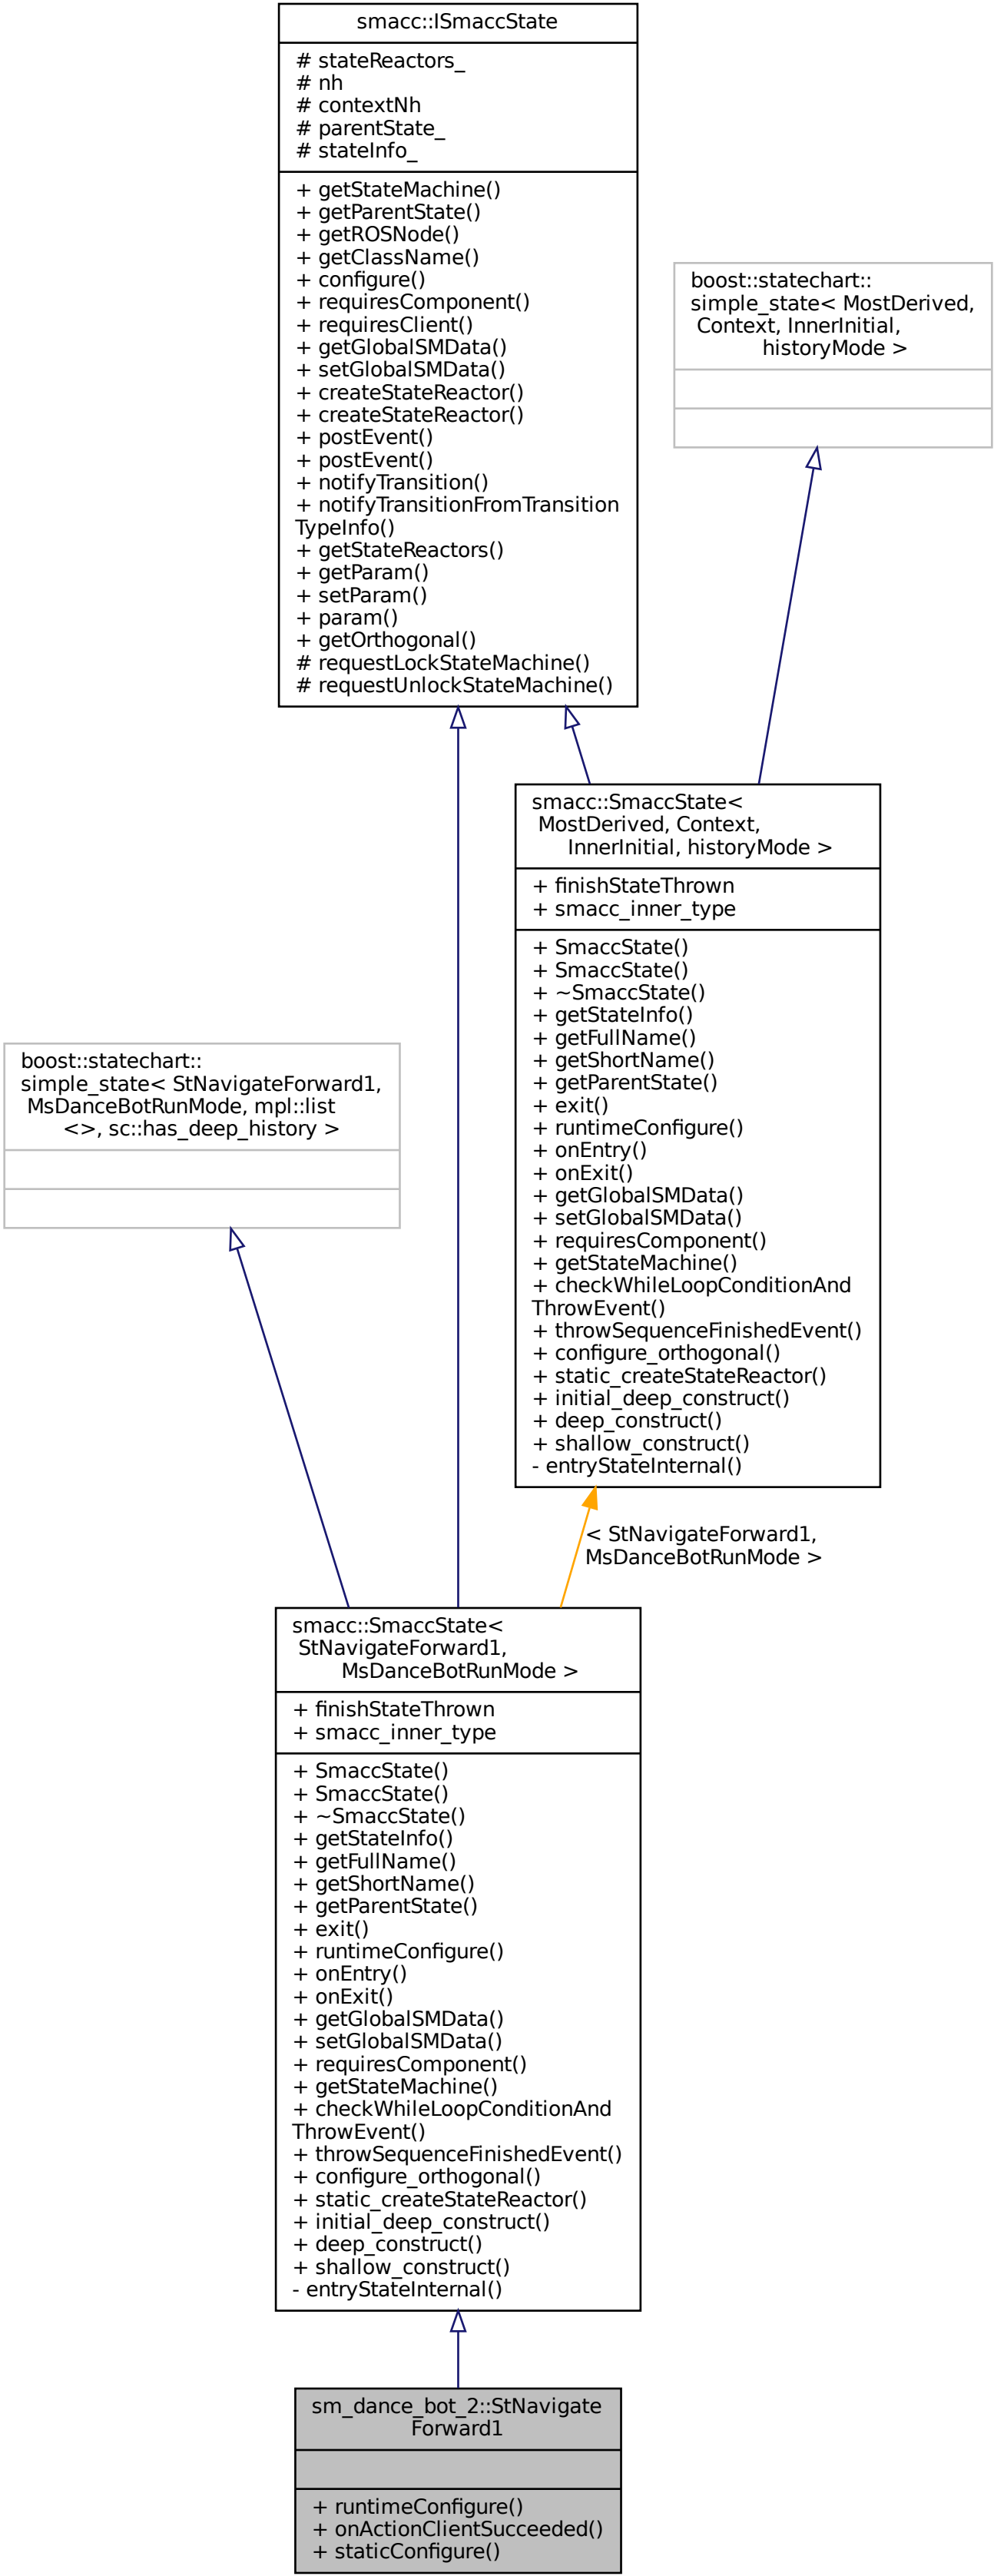 smacc::ISmaccState
# stateReactors_
# nh
# contextNh
# parentState_
# stateInfo_
+ getStateMachine()
+ getParentState()
+ getROSNode()
+ getClassName()
+ configure()
+ requiresComponent()
+ requiresClient()
+ getGlobalSMData()
+ setGlobalSMData()
+ createStateReactor()
+ createStateReactor()
+ postEvent()
+ postEvent()
+ notifyTransition()
+ notifyTransitionFromTransition
TypeInfo()
+ getStateReactors()
+ getParam()
+ setParam()
+ param()
+ getOrthogonal()
# requestLockStateMachine()
# requestUnlockStateMachine()
boost::statechart::
simple_state< MostDerived,
Context, InnerInitial,
historyMode >
smacc::SmaccState<
MostDerived, Context,
InnerInitial, historyMode >
+ finishStateThrown
+ smacc_inner_type
+ SmaccState()
+ SmaccState()
+ ~SmaccState()
+ getStateInfo()
+ getFullName()
+ getShortName()
+ getParentState()
+ exit()
+ runtimeConfigure()
+ onEntry()
+ onExit()
+ getGlobalSMData()
+ setGlobalSMData()
+ requiresComponent()
+ getStateMachine()
+ checkWhileLoopConditionAnd
ThrowEvent()
+ throwSequenceFinishedEvent()
+ configure_orthogonal()
+ static_createStateReactor()
+ initial_deep_construct()
+ deep_construct()
+ shallow_construct()
- entryStateInternal()
boost::statechart::
simple_state< StNavigateForward1,
MsDanceBotRunMode, mpl::list
<>, sc::has_deep_history >
< StNavigateForward1,
MsDanceBotRunMode >
smacc::SmaccState<
StNavigateForward1,
MsDanceBotRunMode >
+ finishStateThrown
+ smacc_inner_type
+ SmaccState()
+ SmaccState()
+ ~SmaccState()
+ getStateInfo()
+ getFullName()
+ getShortName()
+ getParentState()
+ exit()
+ runtimeConfigure()
+ onEntry()
+ onExit()
+ getGlobalSMData()
+ setGlobalSMData()
+ requiresComponent()
+ getStateMachine()
+ checkWhileLoopConditionAnd
ThrowEvent()
+ throwSequenceFinishedEvent()
+ configure_orthogonal()
+ static_createStateReactor()
+ initial_deep_construct()
+ deep_construct()
+ shallow_construct()
- entryStateInternal()
sm_dance_bot_2::StNavigate
Forward1
+ runtimeConfigure()
+ onActionClientSucceeded()
+ staticConfigure()